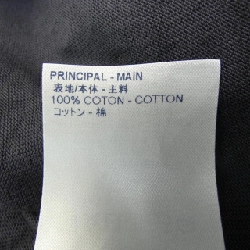 PRINCIPAL - MAIN
表地/本体 - 主料
100% COTON - COTTON
コットン - 棉